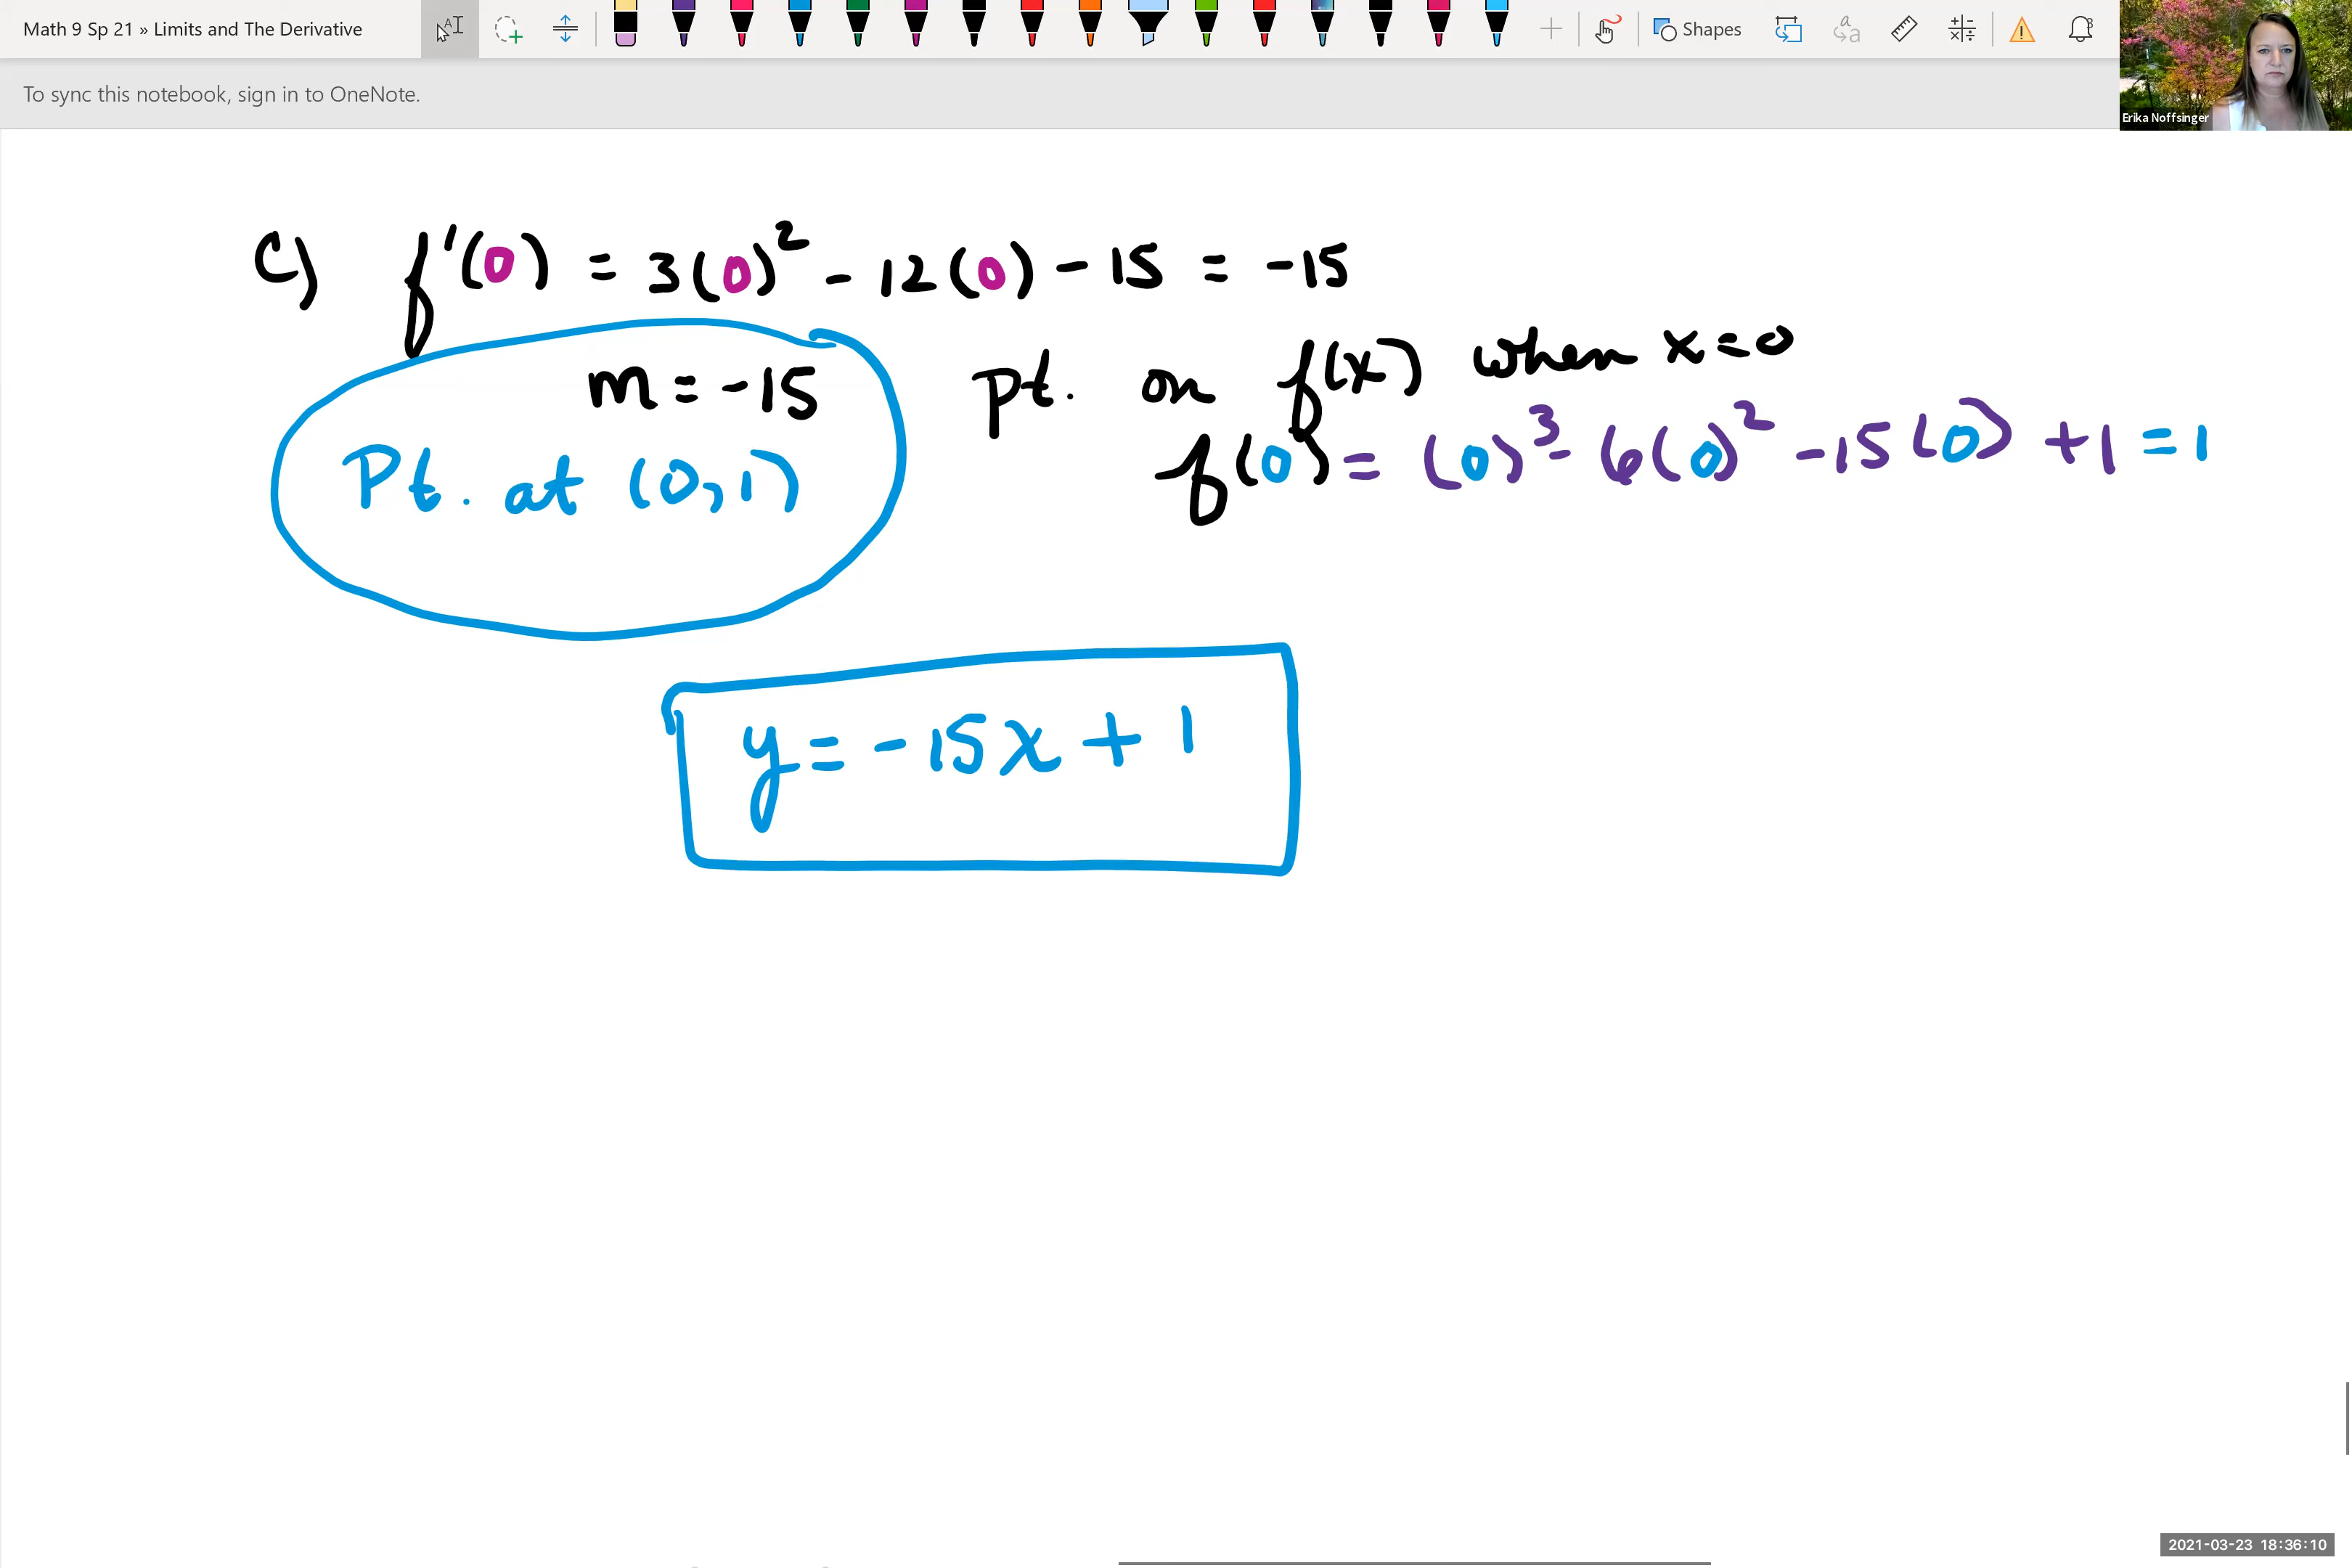 Math 9 Sp 21 » Limits and The Derivative
Shapes
To sync this notebook, sign in to OneNote.
Erika Noffsinger
c) f'(0) = 3(0)² - 12(0) - 15 = -15
m = -15
Pt. on f(x) when x=0
Pt. at (0,1)
f(0) = (0)³ - 6(0)² - 15(0) + 1 = 1
y = -15x + 1
2021-03-23 18:36:10